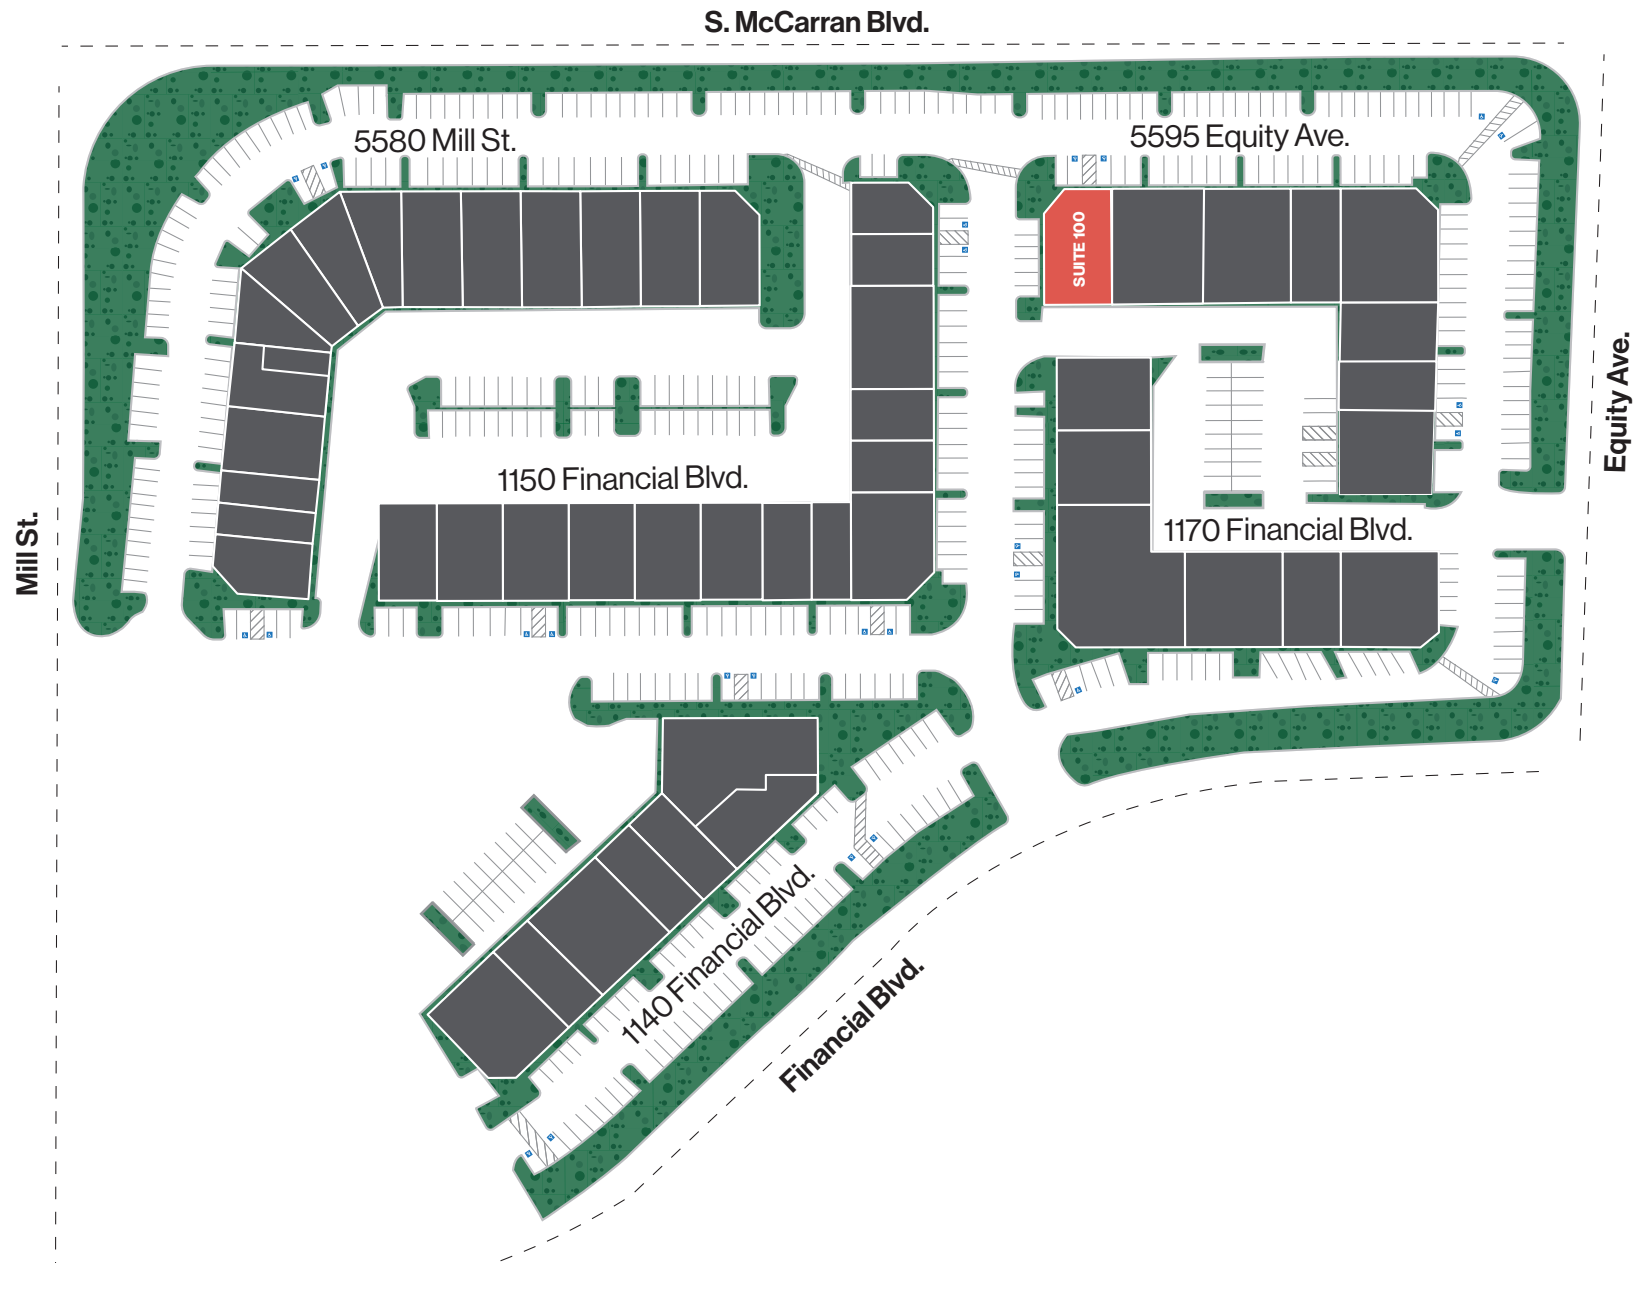 S. McCarran Blvd.
5580 Mill St.
5595 Equity Ave.
SUITE 100
Equity Ave.
1150 Financial Blvd.
1170 Financial Blvd.
Mill St.
1140 Financial Blvd.
Financial Blvd.